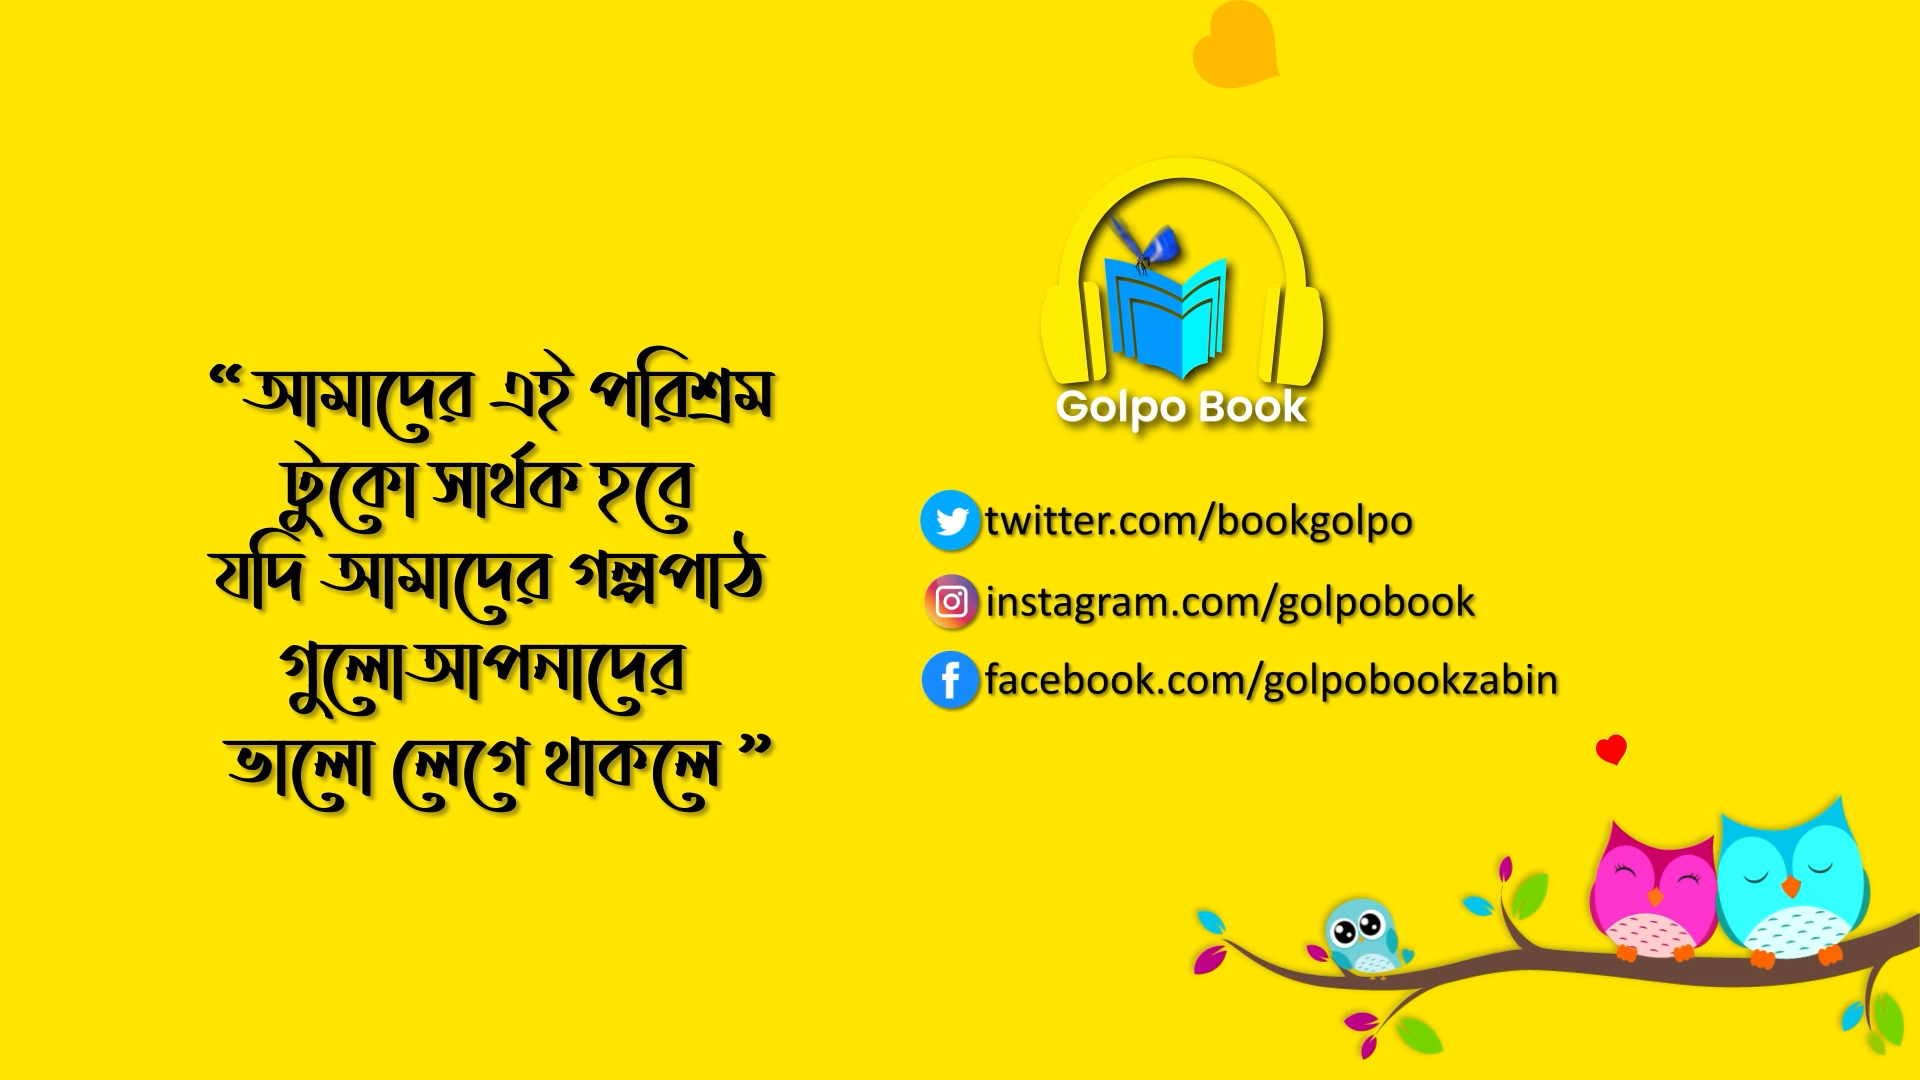 “আমাদের এই পরিশ্রম
টুকো সার্থক হবে
যদি আমাদের গল্পপাঠ
গুলো আপনাদের
ভালো লেগে থাকলে”
Golpo Book
twitter.com/bookgolpo
instagram.com/golpobook
facebook.com/golpobookzabin